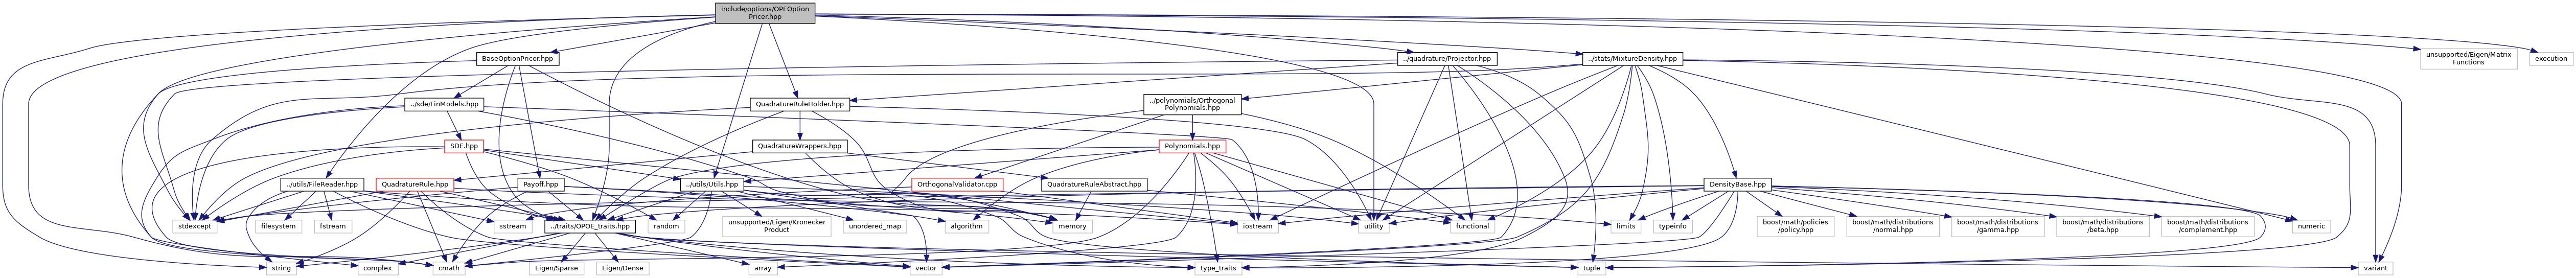 include/options/OPEOption
Pricer.hpp
BaseOptionPricer.hpp
../quadrature/Projector.hpp
../stats/MixtureDensity.hpp
unsupported/Eigen/Matrix
Functions
execution
../sde/FinModels.hpp
QuadratureRuleHolder.hpp
../polynomials/Orthogonal
Polynomials.hpp
SDE.hpp
QuadratureWrappers.hpp
Polynomials.hpp
../utils/FileReader.hpp
QuadratureRule.hpp
Payoff.hpp
../utils/Utils.hpp
OrthogonalValidator.cpp
QuadratureRuleAbstract.hpp
DensityBase.hpp
stdexcept
filesystem
fstream
sstream
../traits/OPOE_traits.hpp
random
unsupported/Eigen/Kronecker
Product
unordered_map
algorithm
memory
iostream
utility
functional
limits
typeinfo
boost/math/policies
/policy.hpp
boost/math/distributions
/normal.hpp
boost/math/distributions
/gamma.hpp
boost/math/distributions
/beta.hpp
boost/math/distributions
/complement.hpp
numeric
string
complex
cmath
Eigen/Sparse
Eigen/Dense
array
vector
type_traits
tuple
variant